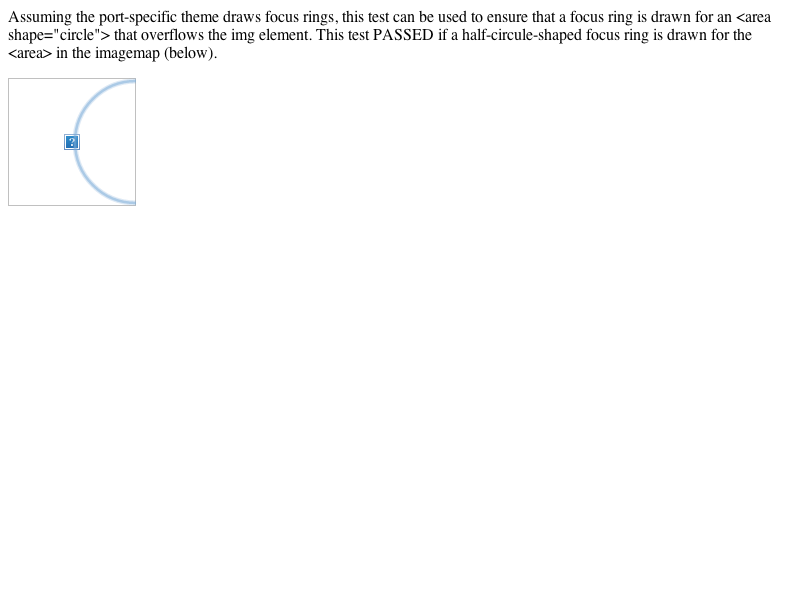 Assuming the port-specific theme draws focus rings, this test can be used to ensure that a focus ring is drawn for an <area
shape="circle"> that overflows the img element. This test PASSED if a half-circule-shaped focus ring is drawn for the
<area> in the imagemap (below).
?